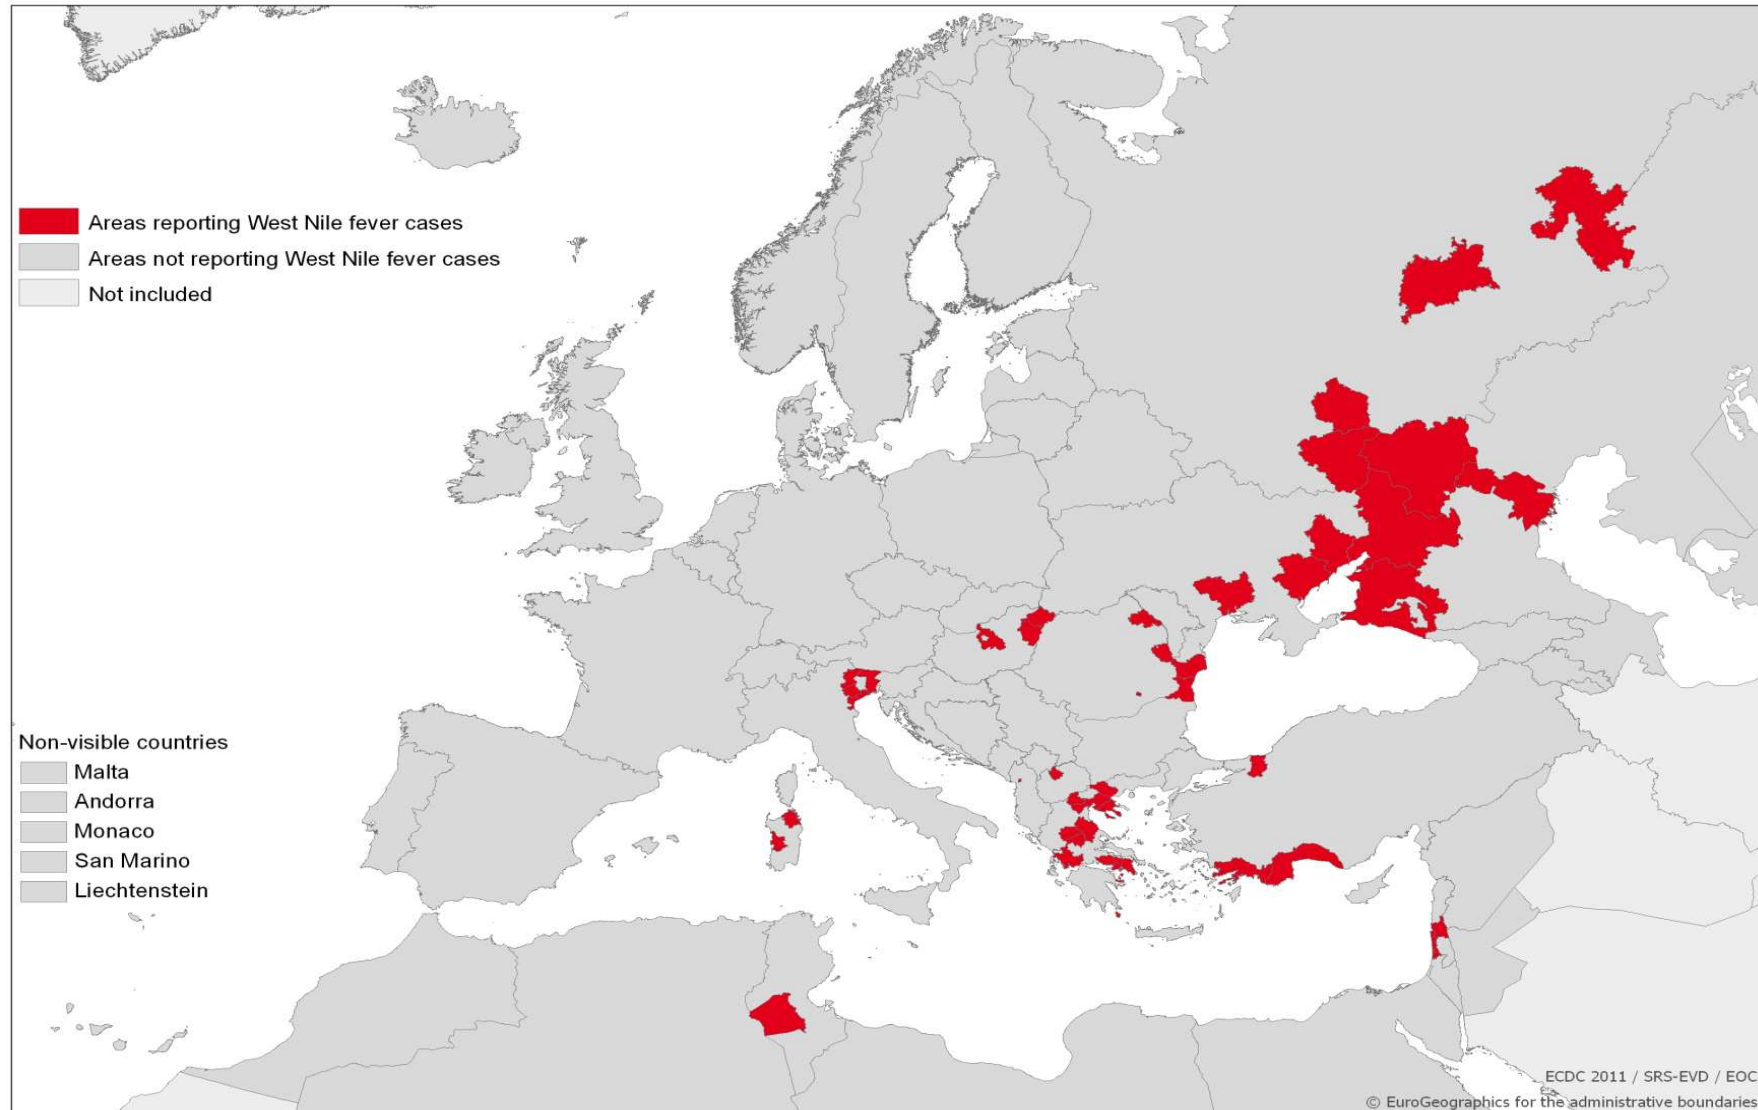 Areas reporting West Nile fever cases
Areas not reporting West Nile fever cases
Not included
Non-visible countries
Malta
Andorra
Monaco
San Marino
Liechtenstein
ECDC 2011 / SRS-EVD / EOC
© EuroGeographics for the administrative boundaries